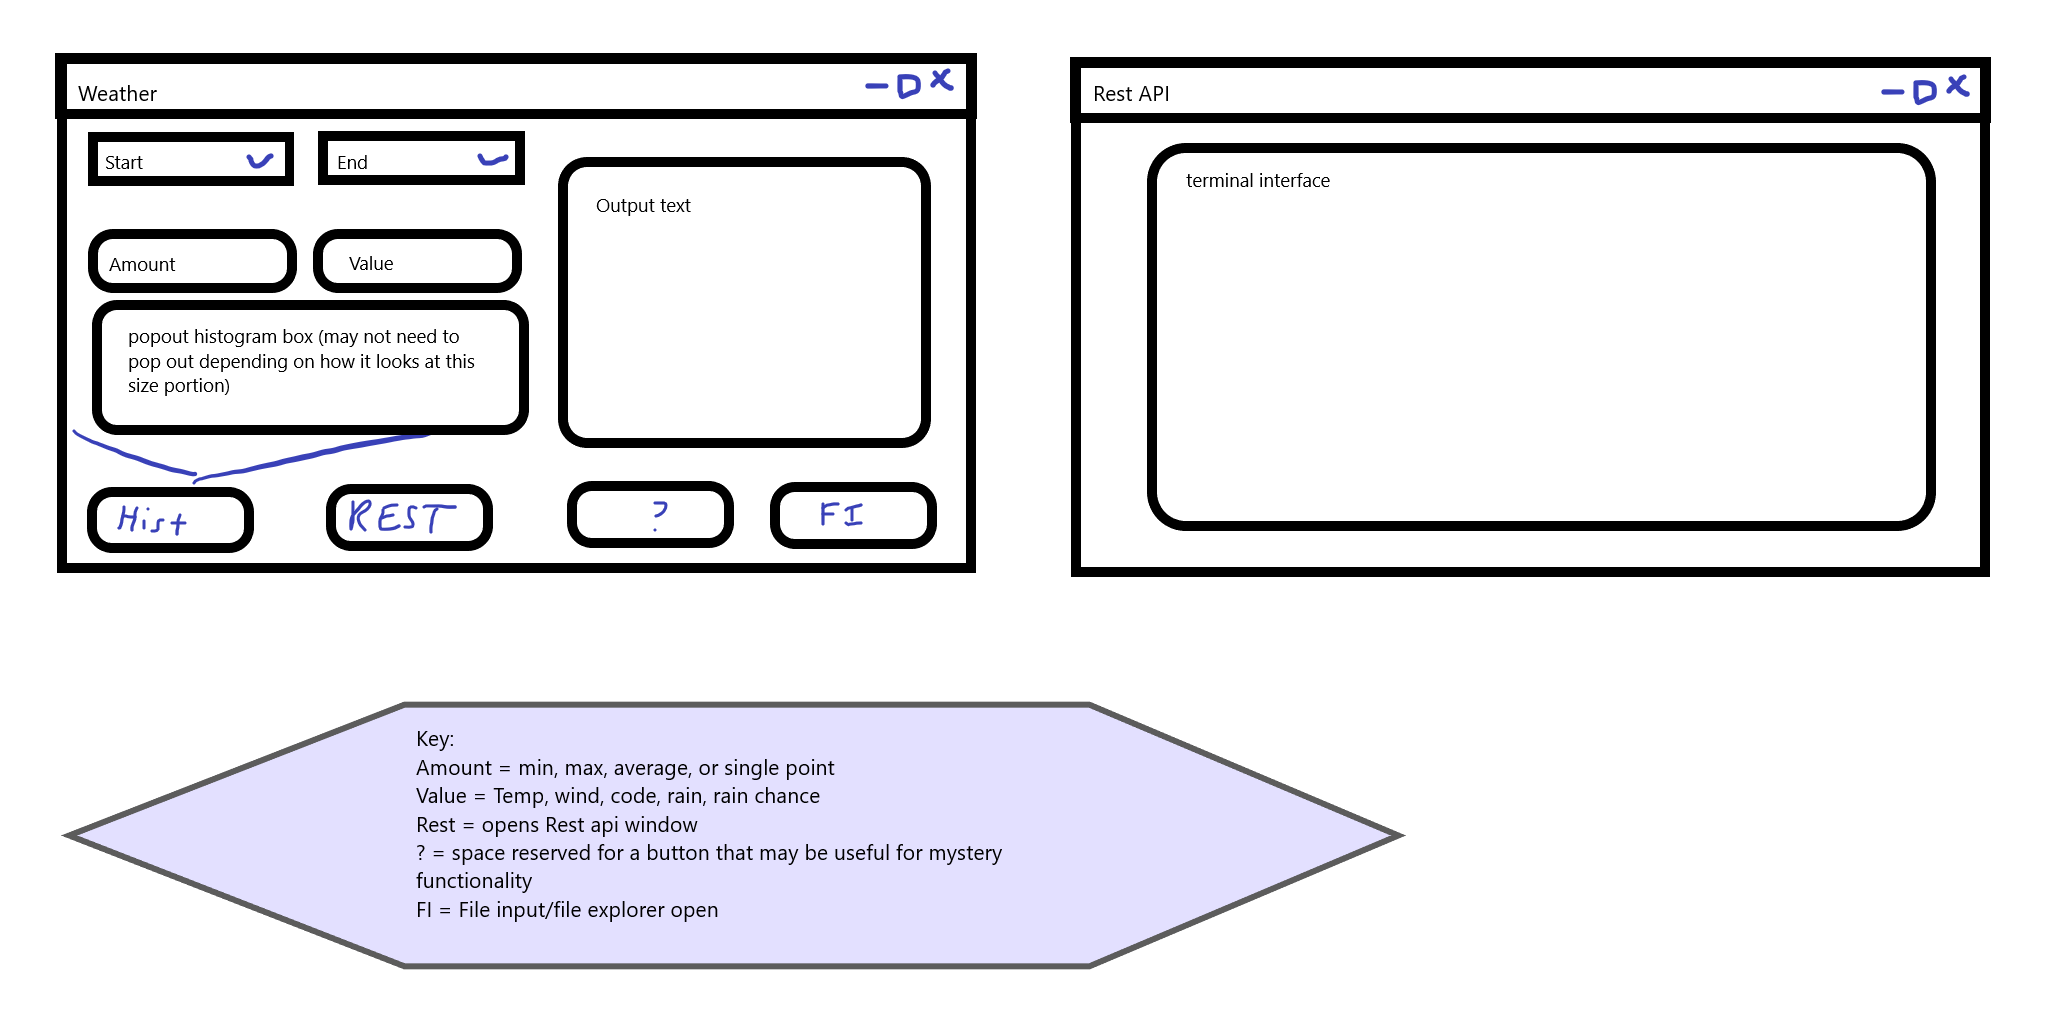 Weather
Start
End
Amount
Value
popout histogram box (may not need to
pop out depending on how it looks at this
size portion)
Output text
Hist
REST
?
FI
Rest API
terminal interface
Key:
Amount = min, max, average, or single point
Value = Temp, wind, code, rain, rain chance
Rest = opens Rest api window
? = space reserved for a button that may be useful for mystery
functionality
FI = File input/file explorer open